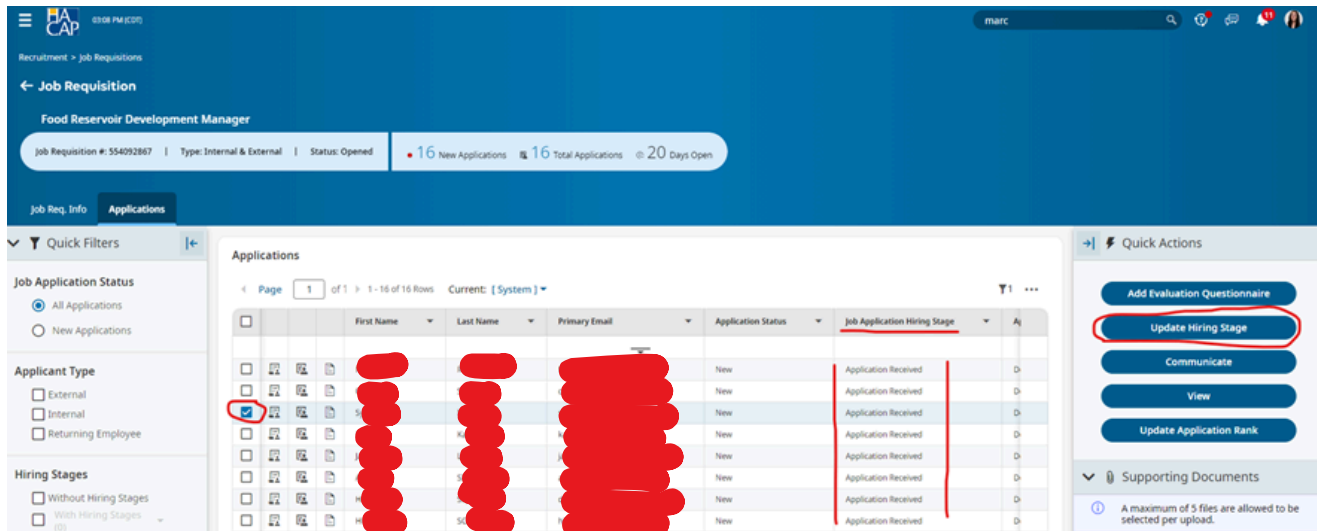 HACAP 03:08 PM (CDT) marc 11
Recruitment > Job Requisitions
← Job Requisition
Food Reservoir Development Manager
Job Requisition #: 554092867 | Type: Internal & External | Status: Opened 16 New Applications 16 Total Applications 20 Days Open
Job Req. Info Applications
Quick Filters
Job Application Status
All Applications
New Applications
Applicant Type
External
Internal
Returning Employee
Hiring Stages
Without Hiring Stages
With Hiring Stages
(0)
Applications
Page 1 of 1 1 - 16 of 16 Rows Current: [ System ] 1 ...
First Name Last Name Primary Email Application Status Job Application Hiring Stage
New Application Received
New Application Received
New Application Received
New Application Received
New Application Received
New Application Received
New Application Received
New Application Received
Quick Actions
Add Evaluation Questionnaire
Update Hiring Stage
Communicate
View
Update Application Rank
Supporting Documents
A maximum of 5 files are allowed to be
selected per upload.